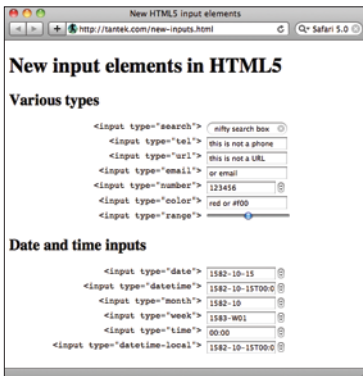 New HTML5 input elements
http://tantek.com/new-inputs.html
Safari 5.0
New input elements in HTML5
Various types
<input type="search"> nifty search box
<input type="tel"> this is not a phone
<input type="url"> this is not a URL
<input type="email"> or email
<input type="number"> 123456
<input type="color"> red or #f00
<input type="range">
Date and time inputs
<input type="date"> 1582-10-15
<input type="datetime"> 1582-10-15T00:0
<input type="month"> 1582-10
<input type="week"> 1583-W01
<input type="time"> 00:00
<input type="datetime-local"> 1582-10-15T00:0